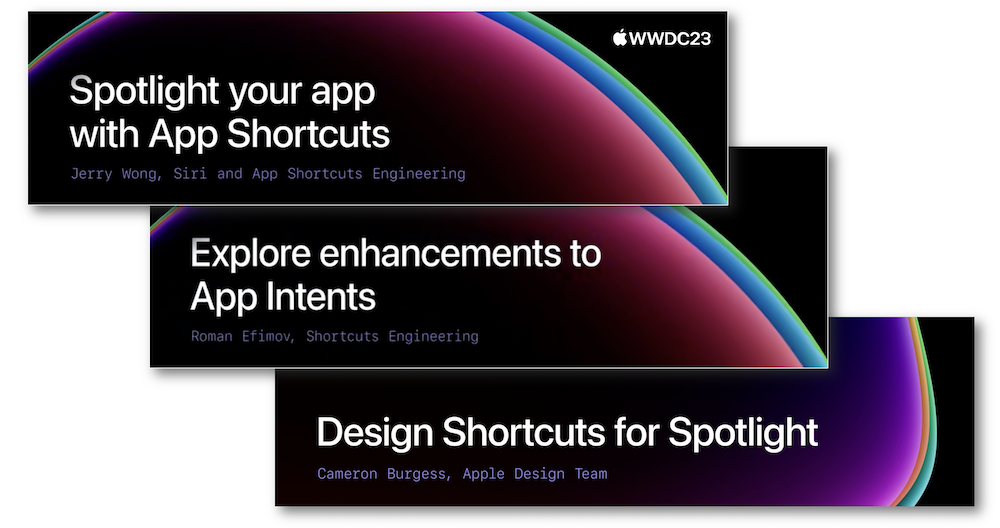 WWDC23
Spotlight your app
with App Shortcuts
Jerry Wong, Siri and App Shortcuts Engineering
Explore enhancements to
App Intents
Roman Efimov, Shortcuts Engineering
Design Shortcuts for Spotlight
Cameron Burgess, Apple Design Team